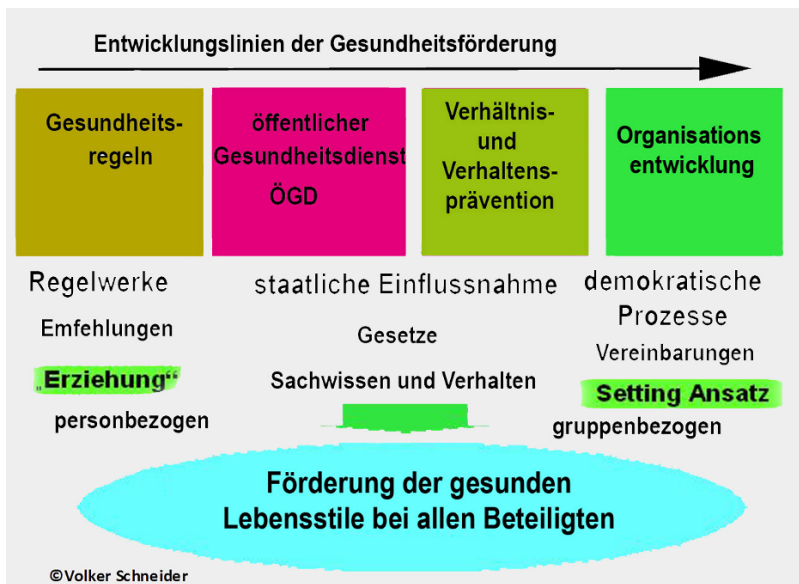 Entwicklungslinien der Gesundheitsförderung
Gesundheits-
regeln
öffentlicher
Gesundheitsdienst
ÖGD
Verhältnis-
und
Verhaltens-
prävention
Organisations
entwicklung
Regelwerke
Emfehlungen
„Erziehung“
personbezogen
staatliche Einflussnahme
Gesetze
Sachwissen und Verhalten
demokratische
Prozesse
Vereinbarungen
Setting Ansatz
gruppenbezogen
Förderung der gesunden
Lebensstile bei allen Beteiligten
©Volker Schneider